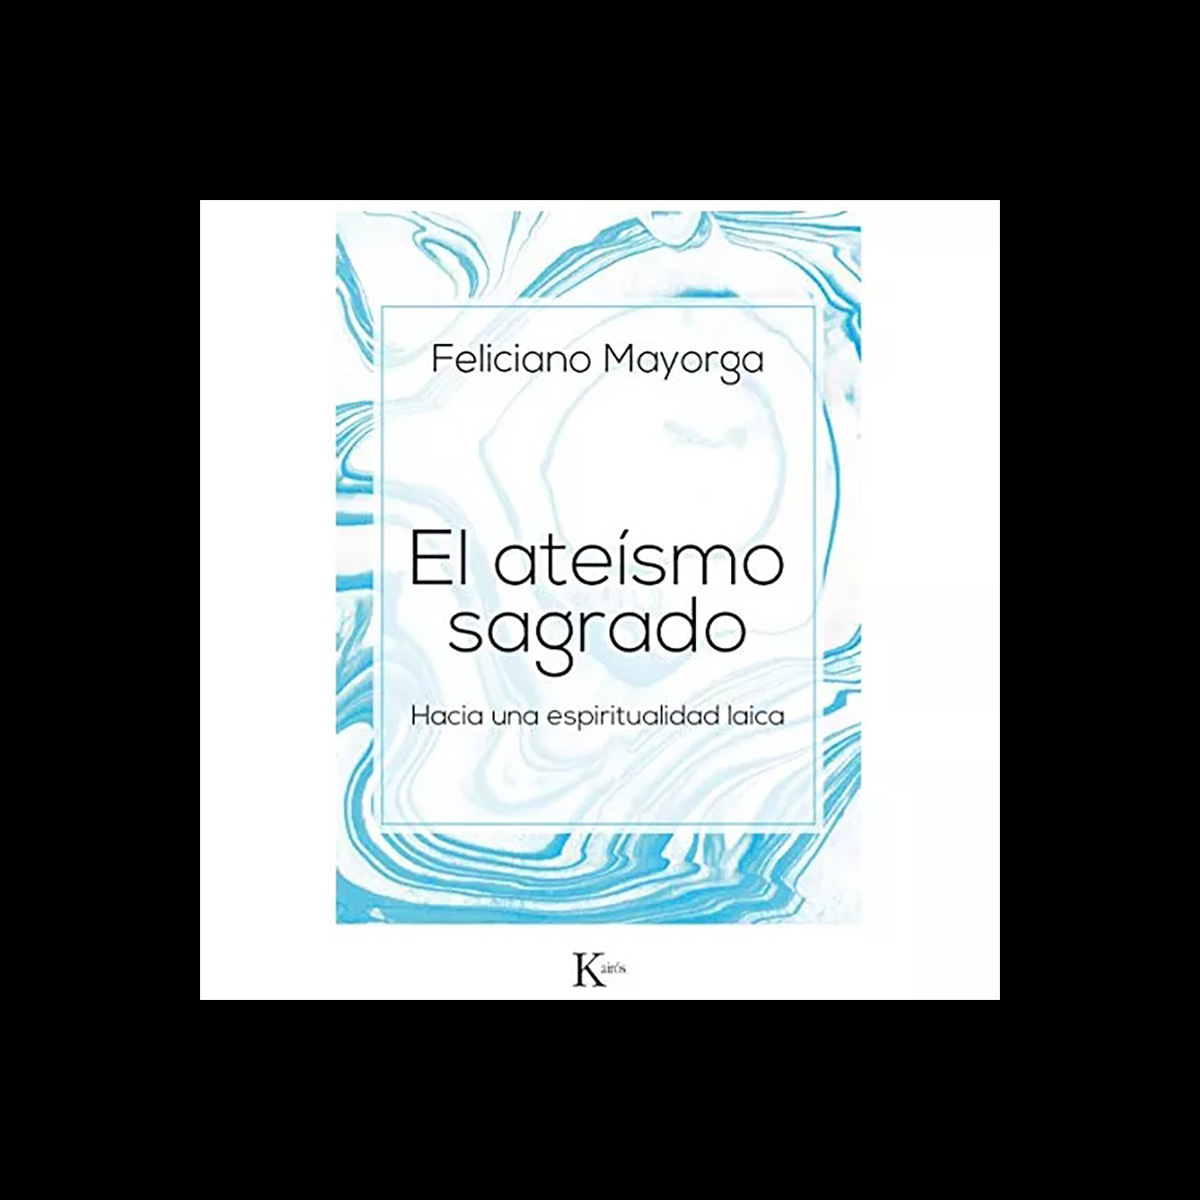 Feliciano Mayorga
El ateísmo
sagrado
Hacia una espiritualidad laica
Kairós